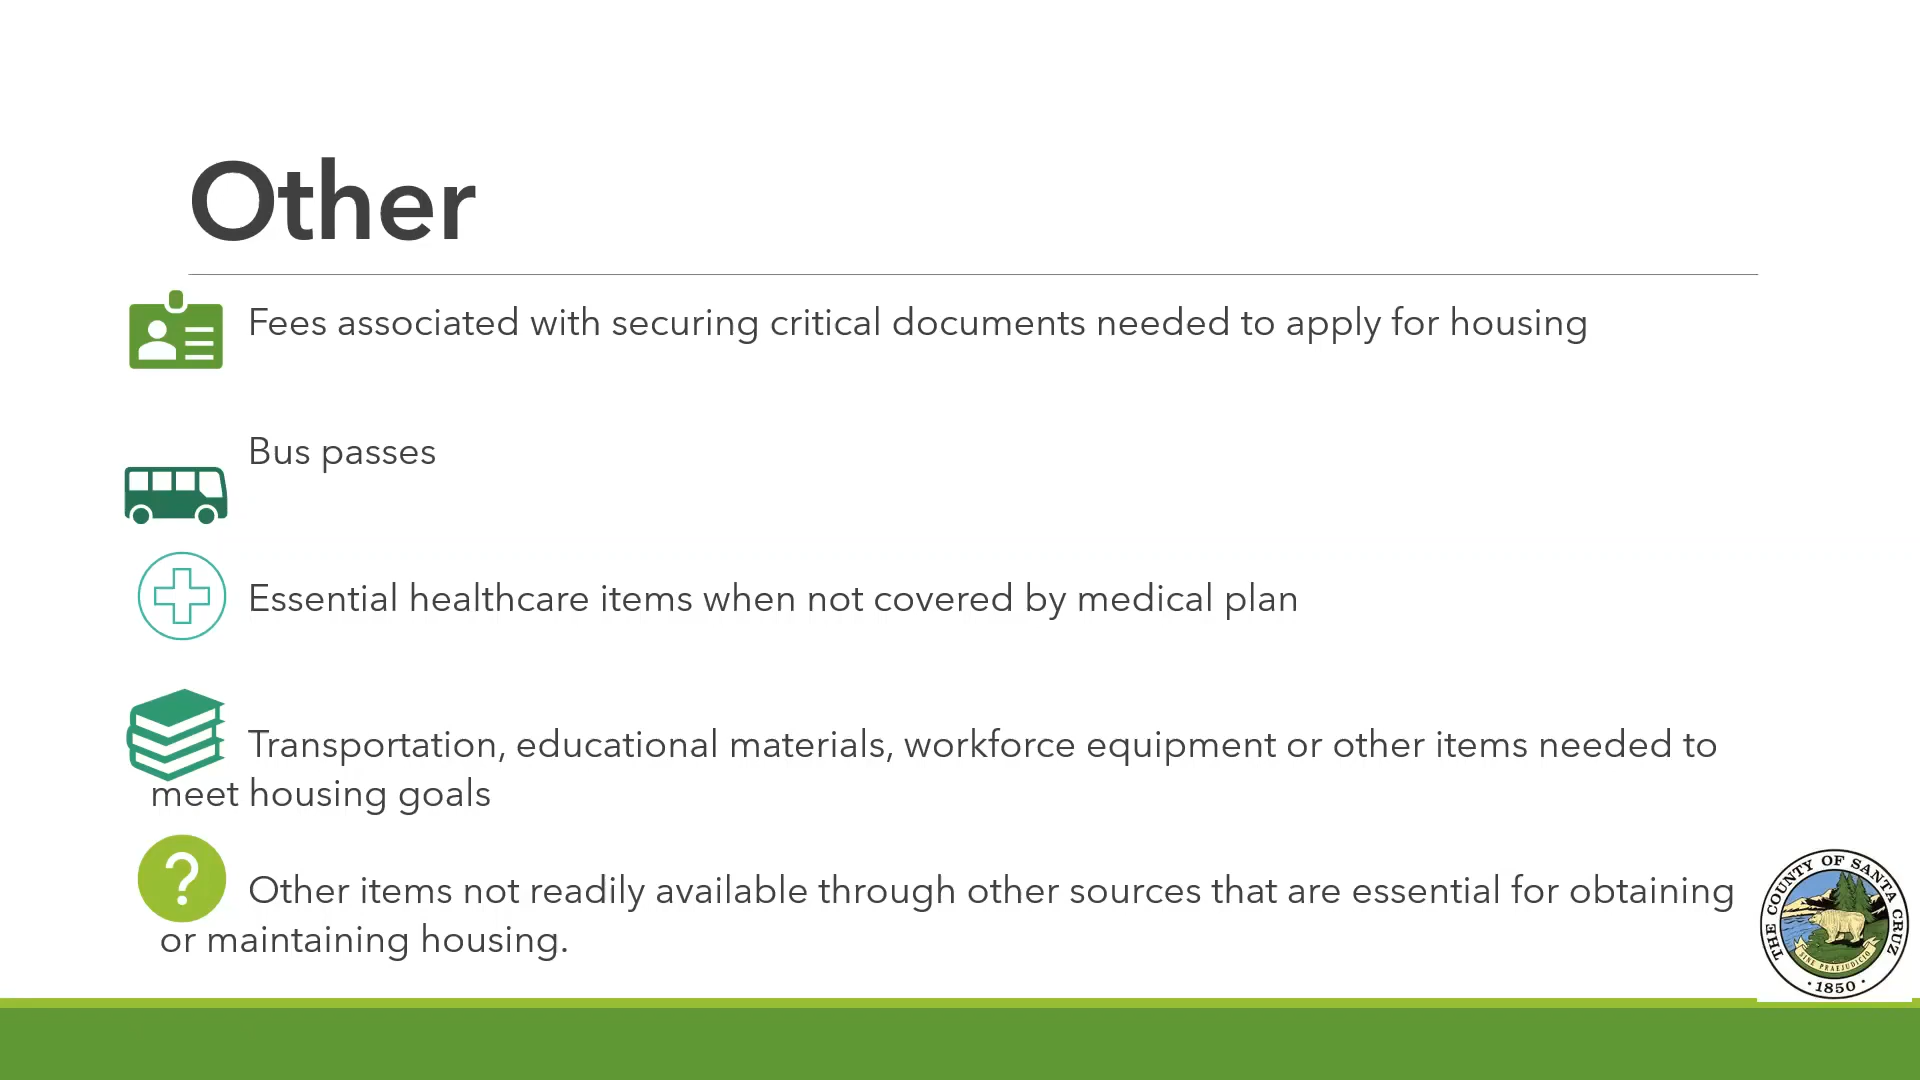 Other
Fees associated with securing critical documents needed to apply for housing
Bus passes
Essential healthcare items when not covered by medical plan
Transportation, educational materials, workforce equipment or other items needed to
meet housing goals
?
Other items not readily available through other sources that are essential for obtaining
or maintaining housing.
THE COUNTY OF SANTA CRUZ
SINE PRAEJUDICIO
· 1850 ·